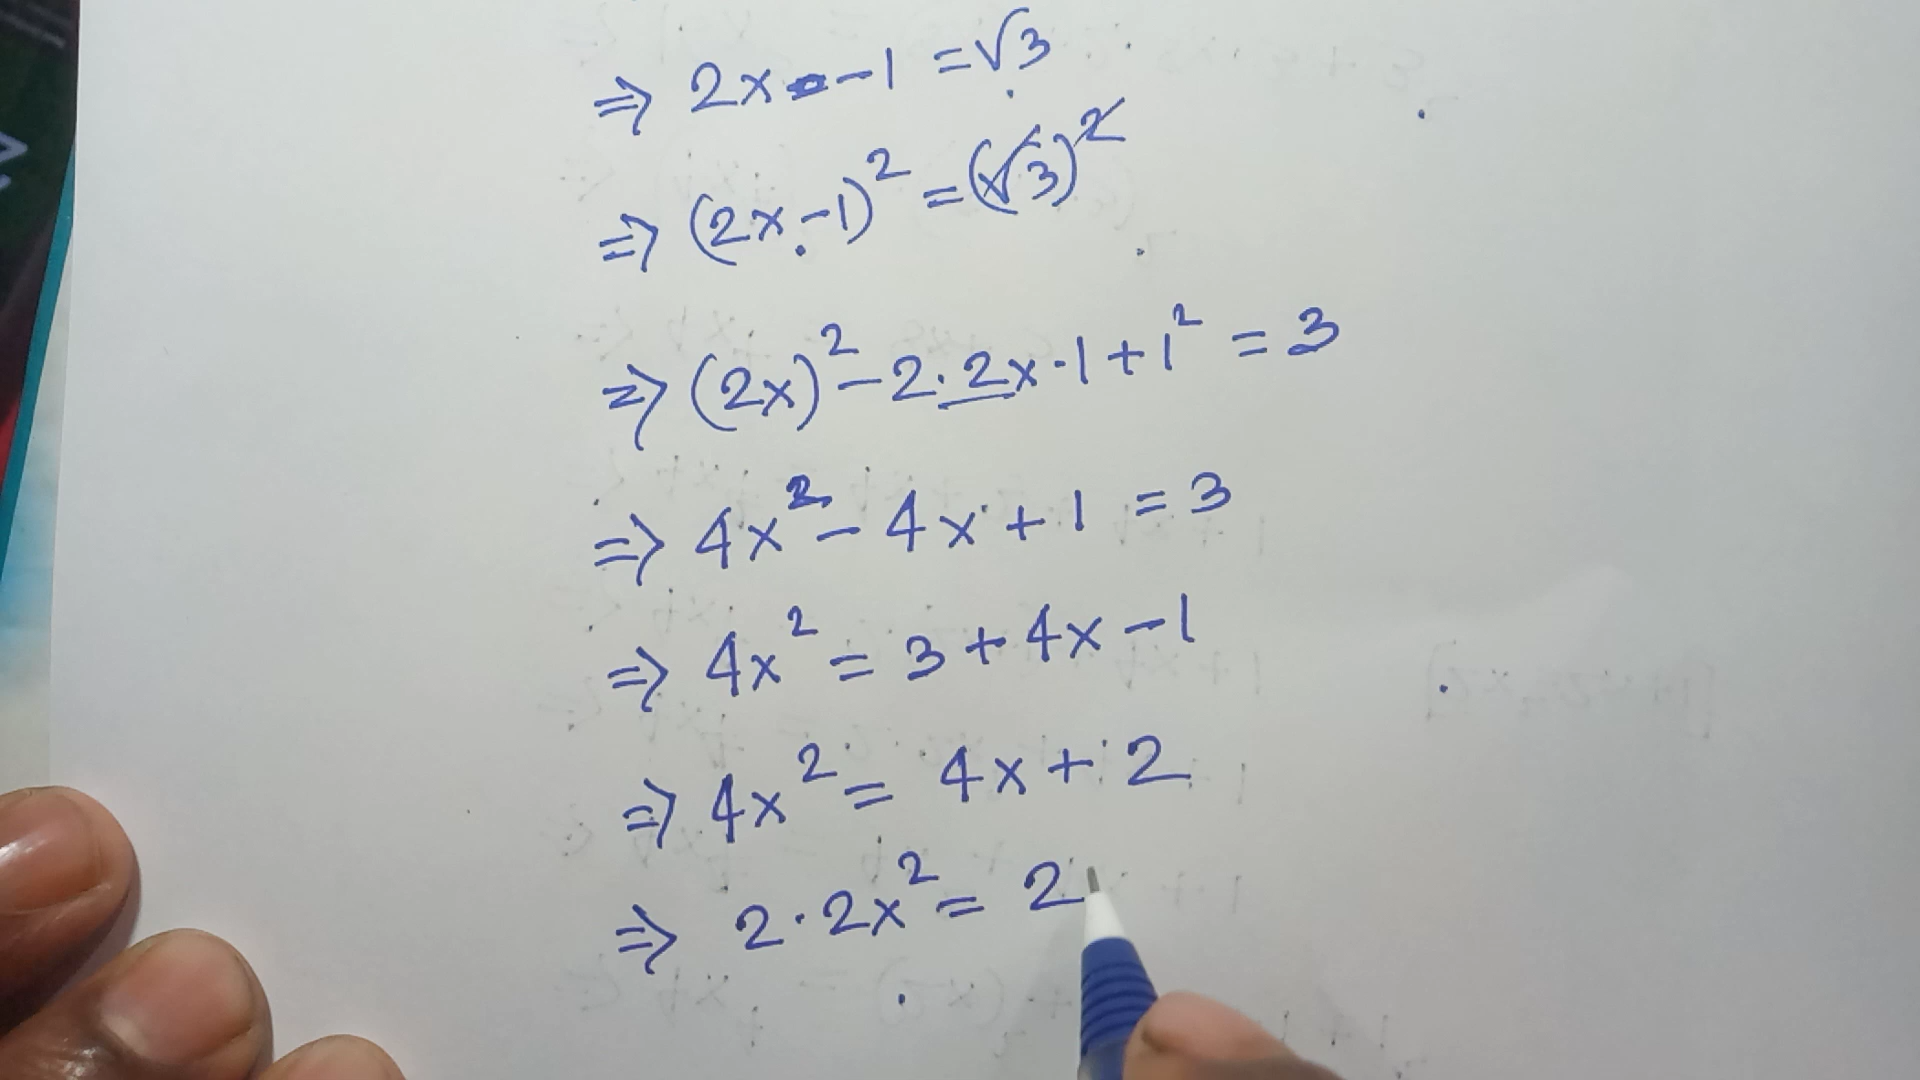 ⇒ 2x - 1 = √3
⇒ (2x - 1)² = (√3)²
⇒ (2x)² - 2·2x·1 + 1² = 3
⇒ 4x² - 4x + 1 = 3
⇒ 4x² = 3 + 4x - 1
⇒ 4x² = 4x + 2
⇒ 2·2x² = 2